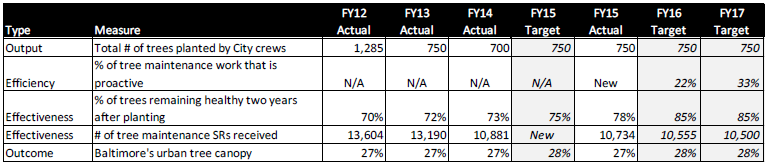 FY12 FY13 FY14 FY15 FY15 FY16 FY17
Type Measure Actual Actual Actual Target Actual Target Target
Output Total # of trees planted by City crews 1,285 750 700 750 750 750 750
% of tree maintenance work that is
Efficiency proactive N/A N/A N/A N/A New 22% 33%
% of trees remaining healthy two years
Effectiveness after planting 70% 72% 73% 75% 78% 85% 85%
Effectiveness # of tree maintenance SRs received 13,604 13,190 10,881 New 10,734 10,555 10,500
Outcome Baltimore's urban tree canopy 27% 27% 27% 28% 27% 28% 28%